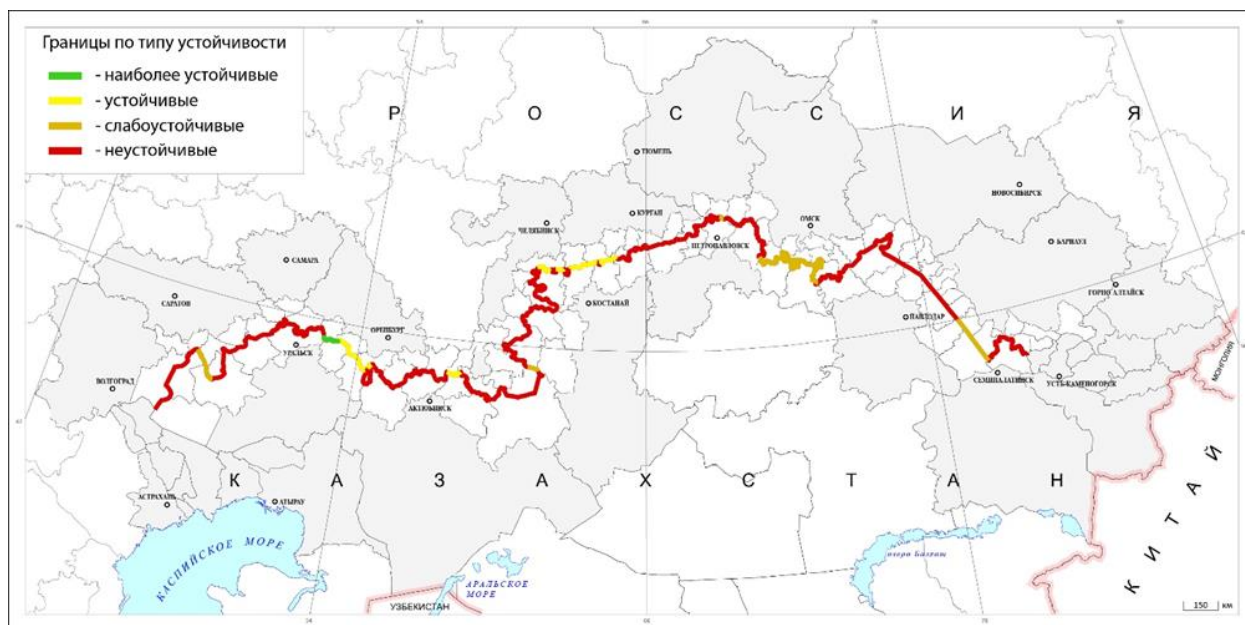 Границы по типу устойчивости
- наиболее устойчивые
- устойчивые
- слабоустойчивые
- неустойчивые
Р О С С И Я
ТЮМЕНЬ
НОВОСИБИРСК
КУРГАН
ЧЕЛЯБИНСК
ОМСК
ПЕТРОПАВЛОВСК
БАРНАУЛ
САМАРА
ГОРНО-АЛТАЙСК
САРАТОВ
КОСТАНАЙ
ПАВЛОДАР
ОРЕНБУРГ
УРАЛЬСК
МОНГОЛИЯ
СЕМИПАЛАТИНСК
УСТЬ-КАМЕНОГОРСК
ВОЛГОГРАД
АКТЮБИНСК
К А З А Х С Т А Н
К И Т А Й
АСТРАХАНЬ
АТЫРАУ
КАСПИЙСКОЕ МОРЕ
озеро Балхаш
АРАЛЬСКОЕ
МОРЕ
УЗБЕКИСТАН
150 км